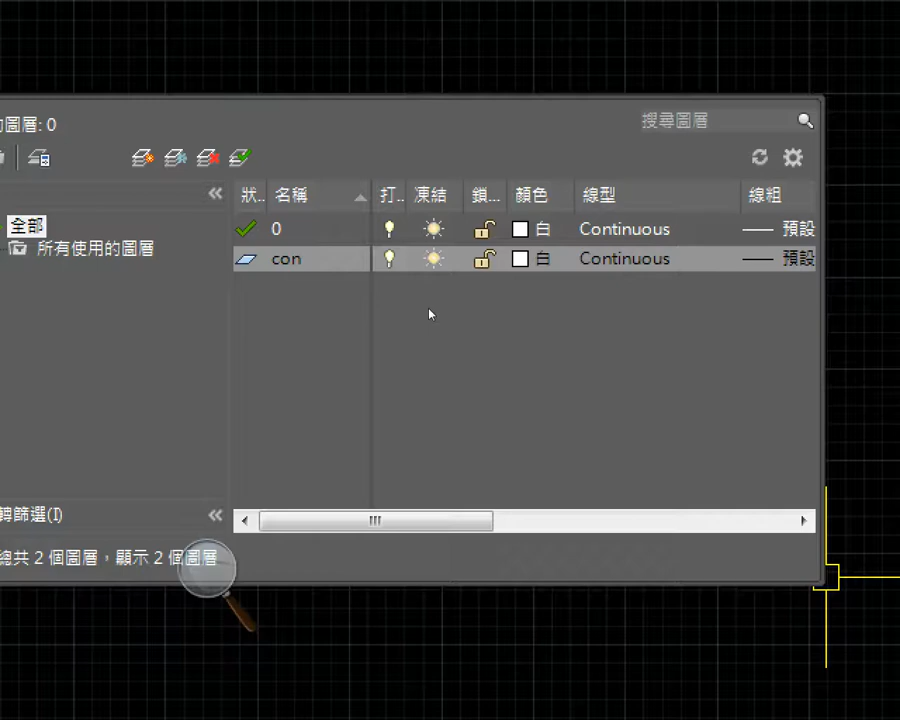 的圖層: 0
搜尋圖層
狀.. 名稱 打.. 凍結 鎖... 顏色 線型 線粗
全部
0 白 Continuous 預設
所有使用的圖層
con 白 Continuous 預設
轉篩選(I)
總共 2 個圖層，顯示 2 個圖層